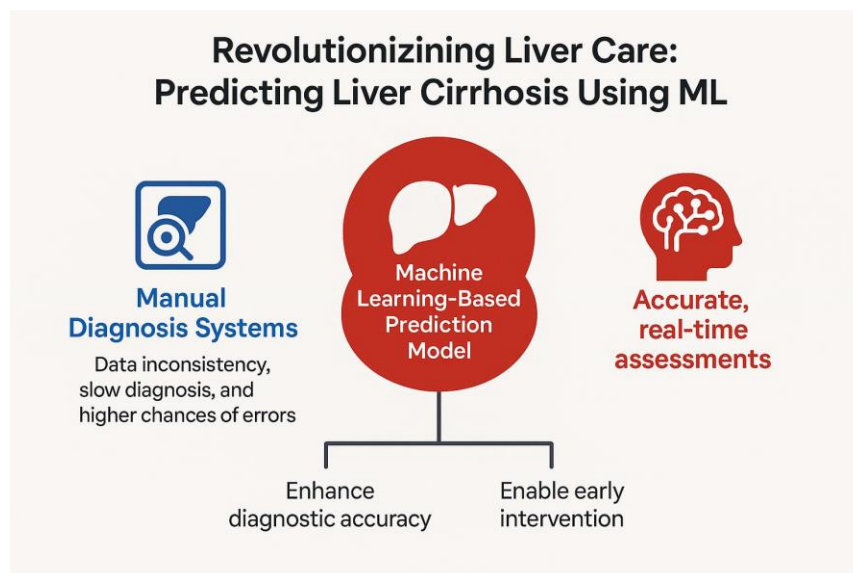 Revolutionizining Liver Care:
Predicting Liver Cirrhosis Using ML
Manual
Diagnosis Systems
Data inconsistency,
slow diagnosis, and
higher chances of errors
Machine
Learning-Based
Prediction
Model
Accurate,
real-time
assessments
Enhance
diagnostic accuracy
Enable early
intervention